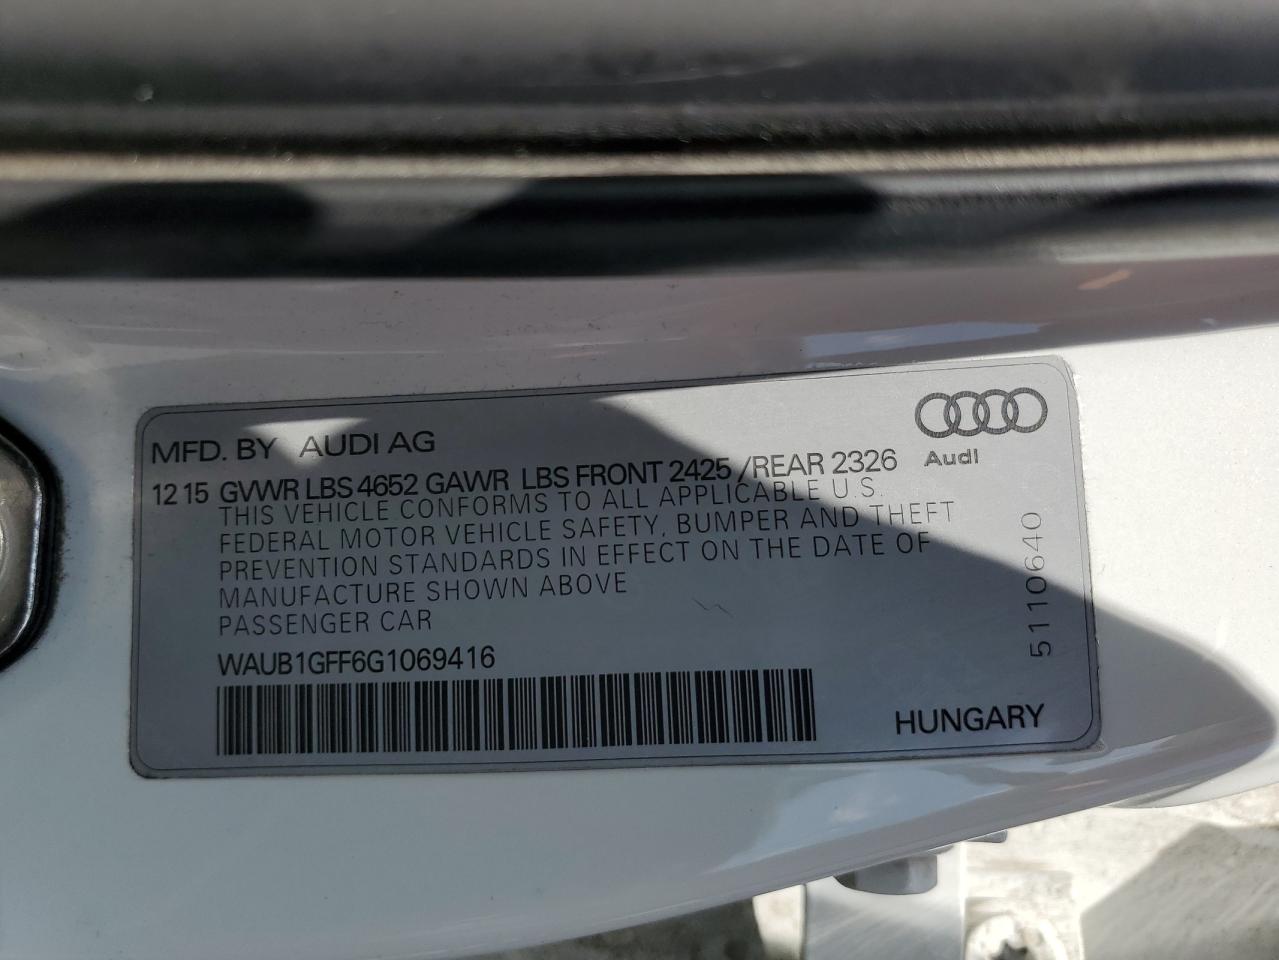 MFD. BY AUDI AG
Audi
12 15 GVWR LBS 4652 GAWR LBS FRONT 2425 /REAR 2326
THIS VEHICLE CONFORMS TO ALL APPLICABLE U.S.
FEDERAL MOTOR VEHICLE SAFETY, BUMPER AND THEFT
PREVENTION STANDARDS IN EFFECT ON THE DATE OF
MANUFACTURE SHOWN ABOVE
PASSENGER CAR
WAUB1GFF6G1069416
5110640
HUNGARY